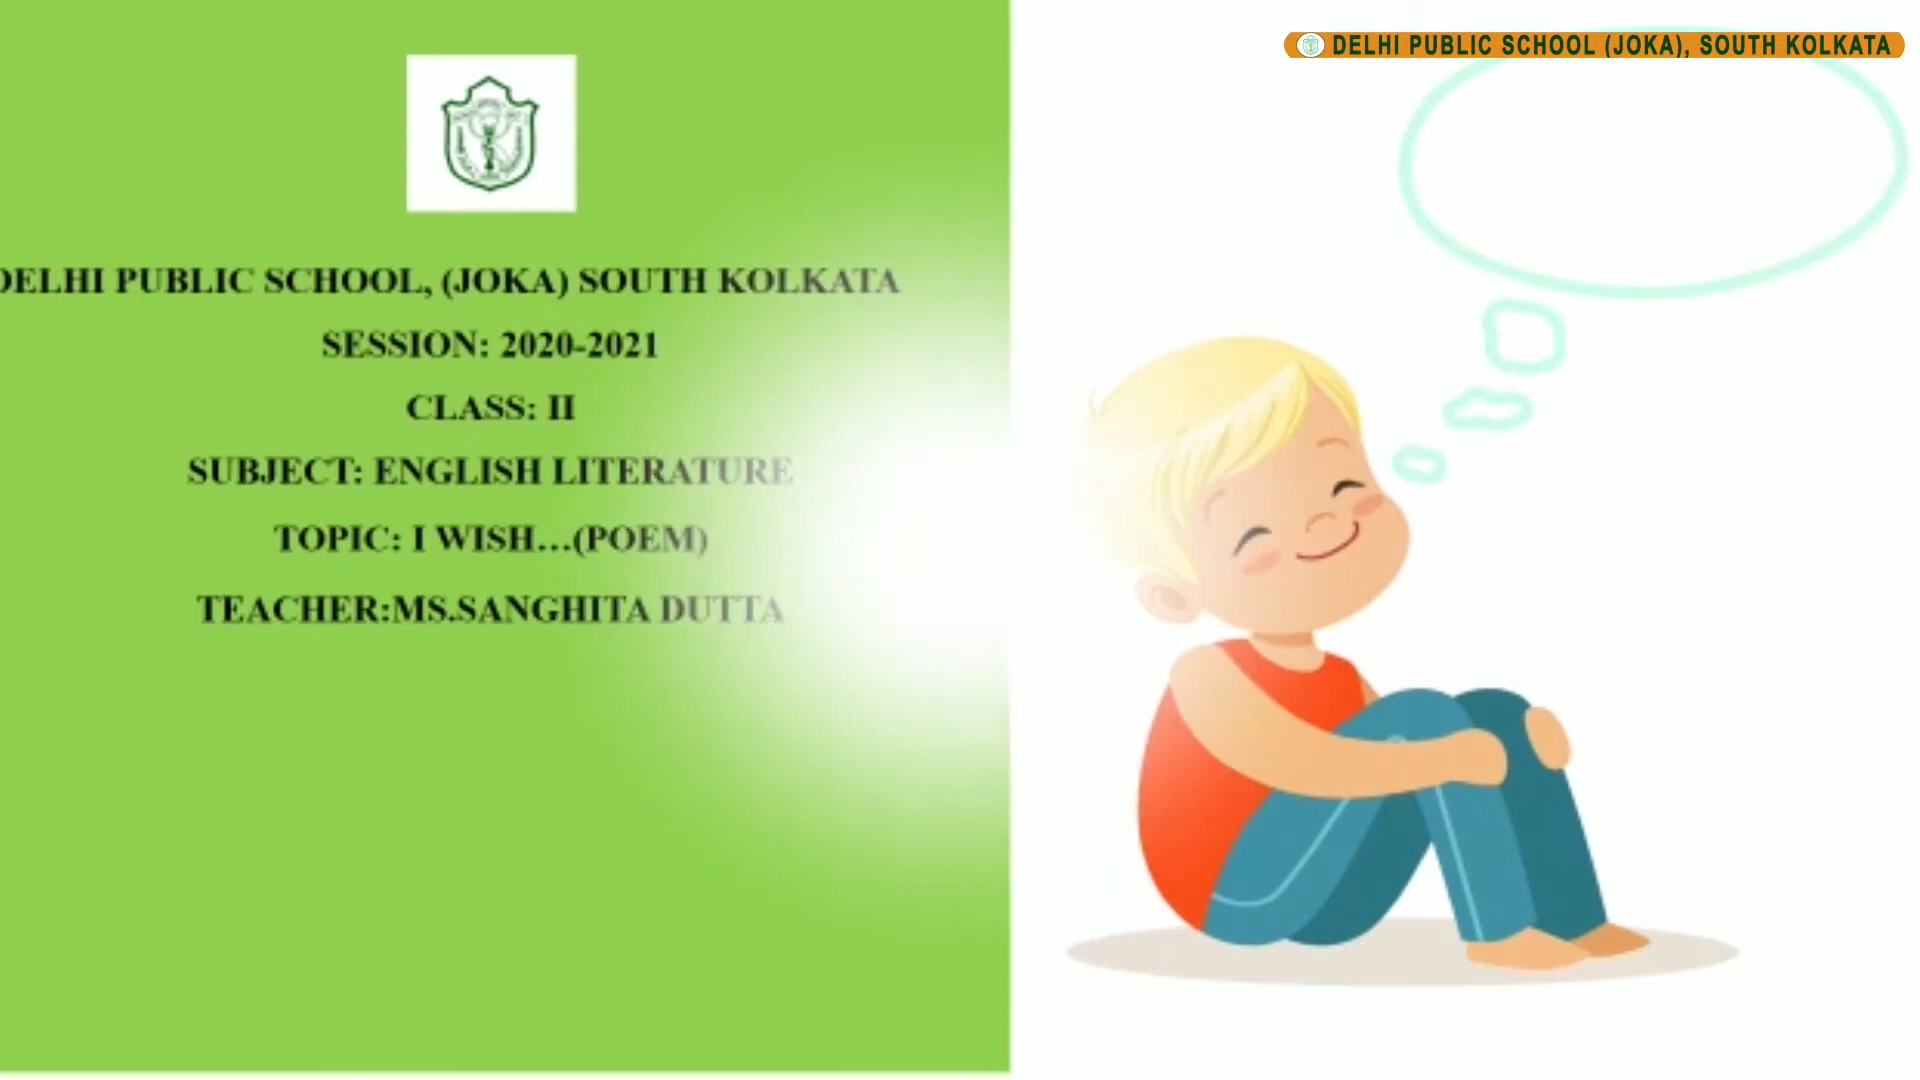 DELHI PUBLIC SCHOOL (JOKA), SOUTH KOLKATA
DELHI PUBLIC SCHOOL, (JOKA) SOUTH KOLKATA
SESSION: 2020-2021
CLASS: II
SUBJECT: ENGLISH LITERATURE
TOPIC: I WISH...(POEM)
TEACHER:MS.SANGHITA DUTTA